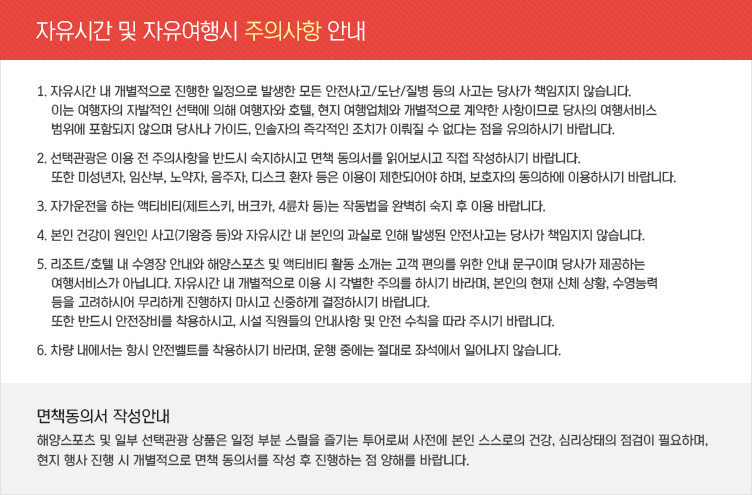 자유시간 및 자유여행시 주의사항 안내
1. 자유시간 내 개별적으로 진행한 일정으로 발생한 모든 안전사고/도난/질병 등의 사고는 당사가 책임지지 않습니다.
이는 여행자의 자발적인 선택에 의해 여행자와 호텔, 현지 여행업체와 개별적으로 계약한 사항이므로 당사의 여행서비스
범위에 포함되지 않으며 당사나 가이드, 인솔자의 즉각적인 조치가 이뤄질 수 없다는 점을 유의하시기 바랍니다.
2. 선택관광은 이용 전 주의사항을 반드시 숙지하시고 면책 동의서를 읽어보시고 직접 작성하시기 바랍니다.
또한 미성년자, 임산부, 노약자, 음주자, 디스크 환자 등은 이용이 제한되어야 하며, 보호자의 동의하에 이용하시기 바랍니다.
3. 자가운전을 하는 액티비티(제트스키, 버크카, 4륜차 등)는 작동법을 완벽히 숙지 후 이용 바랍니다.
4. 본인 건강이 원인인 사고(기왕증 등)와 자유시간 내 본인의 과실로 인해 발생된 안전사고는 당사가 책임지지 않습니다.
5. 리조트/호텔 내 수영장 안내와 해양스포츠 및 액티비티 활동 소개는 고객 편의를 위한 안내 문구이며 당사가 제공하는
여행서비스가 아닙니다. 자유시간 내 개별적으로 이용 시 각별한 주의를 하시기 바라며, 본인의 현재 신체 상황, 수영능력
등을 고려하시어 무리하게 진행하지 마시고 신중하게 결정하시기 바랍니다.
또한 반드시 안전장비를 착용하시고, 시설 직원들의 안내사항 및 안전 수칙을 따라 주시기 바랍니다.
6. 차량 내에서는 항시 안전벨트를 착용하시기 바라며, 운행 중에는 절대로 좌석에서 일어나지 않습니다.
면책동의서 작성안내
해양스포츠 및 일부 선택관광 상품은 일정 부분 스릴을 즐기는 투어로써 사전에 본인 스스로의 건강, 심리상태의 점검이 필요하며,
현지 행사 진행 시 개별적으로 면책 동의서를 작성 후 진행하는 점 양해를 바랍니다.